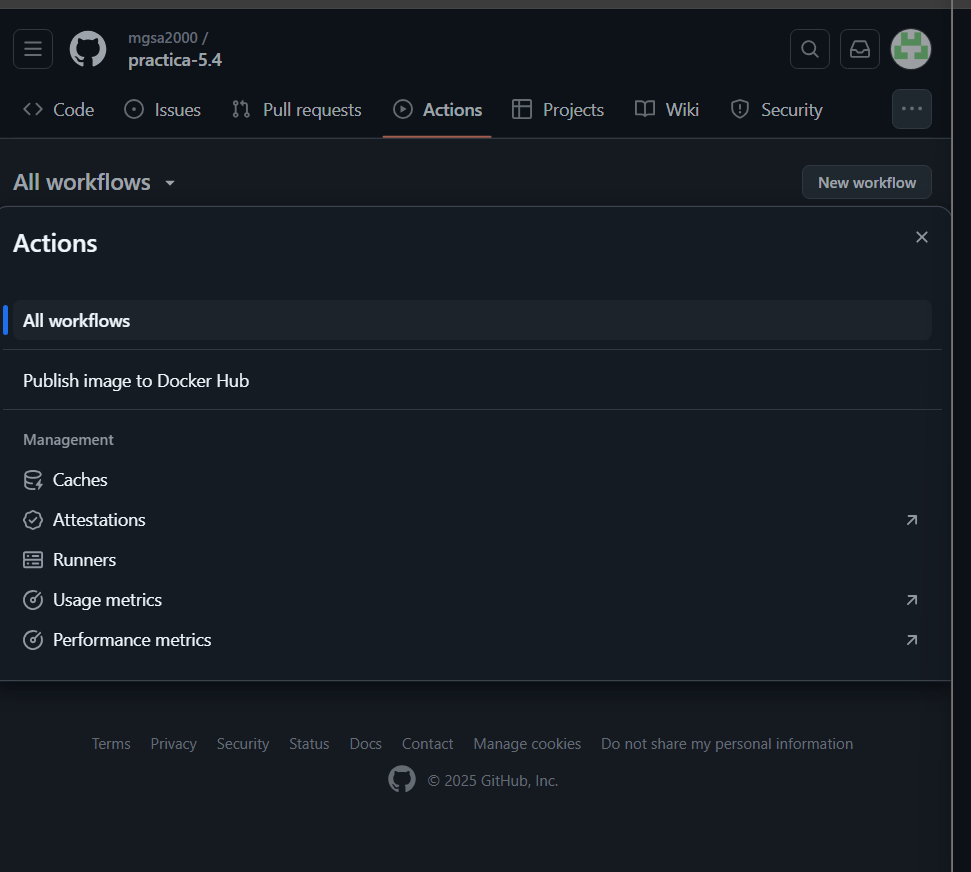 mgsa2000 /
practica-5.4
Code Issues Pull requests Actions Projects Wiki Security
All workflows New workflow
Actions
All workflows
Publish image to Docker Hub
Management
Caches
Attestations
Runners
Usage metrics
Performance metrics
Terms Privacy Security Status Docs Contact Manage cookies Do not share my personal information
© 2025 GitHub, Inc.